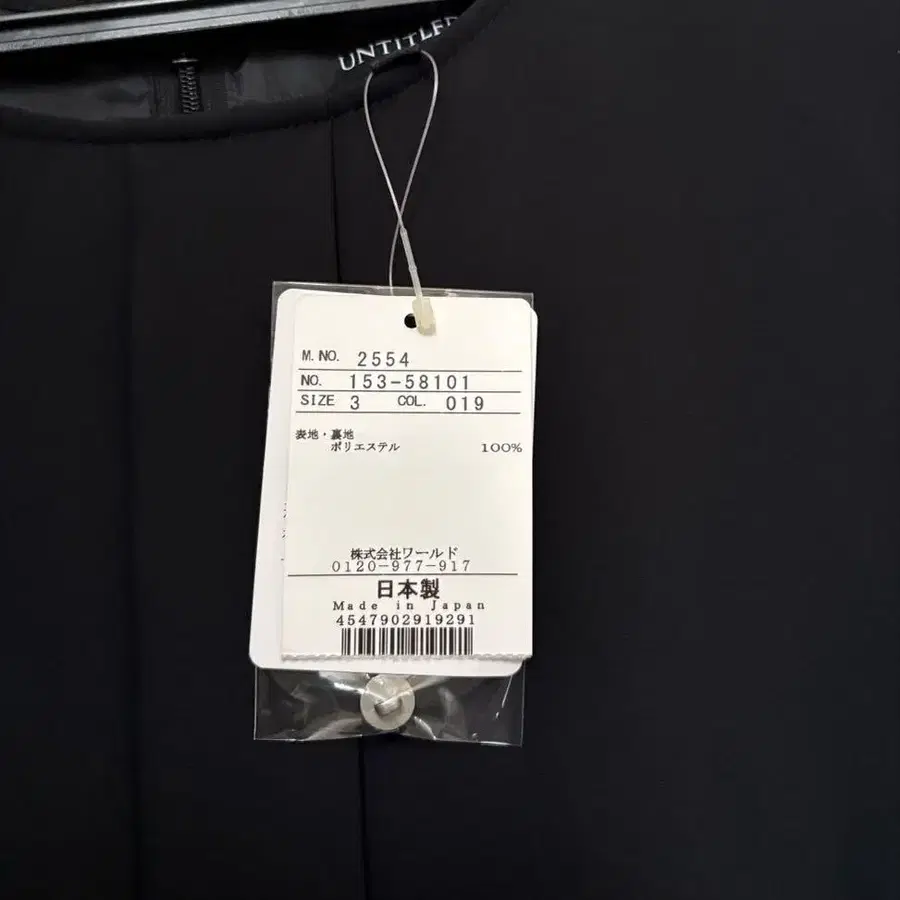 UNTITLED
M. NO. 2554
NO. 153-58101
SIZE 3 COL. 019
表地・裏地
ポリエステル 100%
株式会社ワールド
0120-977-917
日本製
Made in Japan
4547902919291